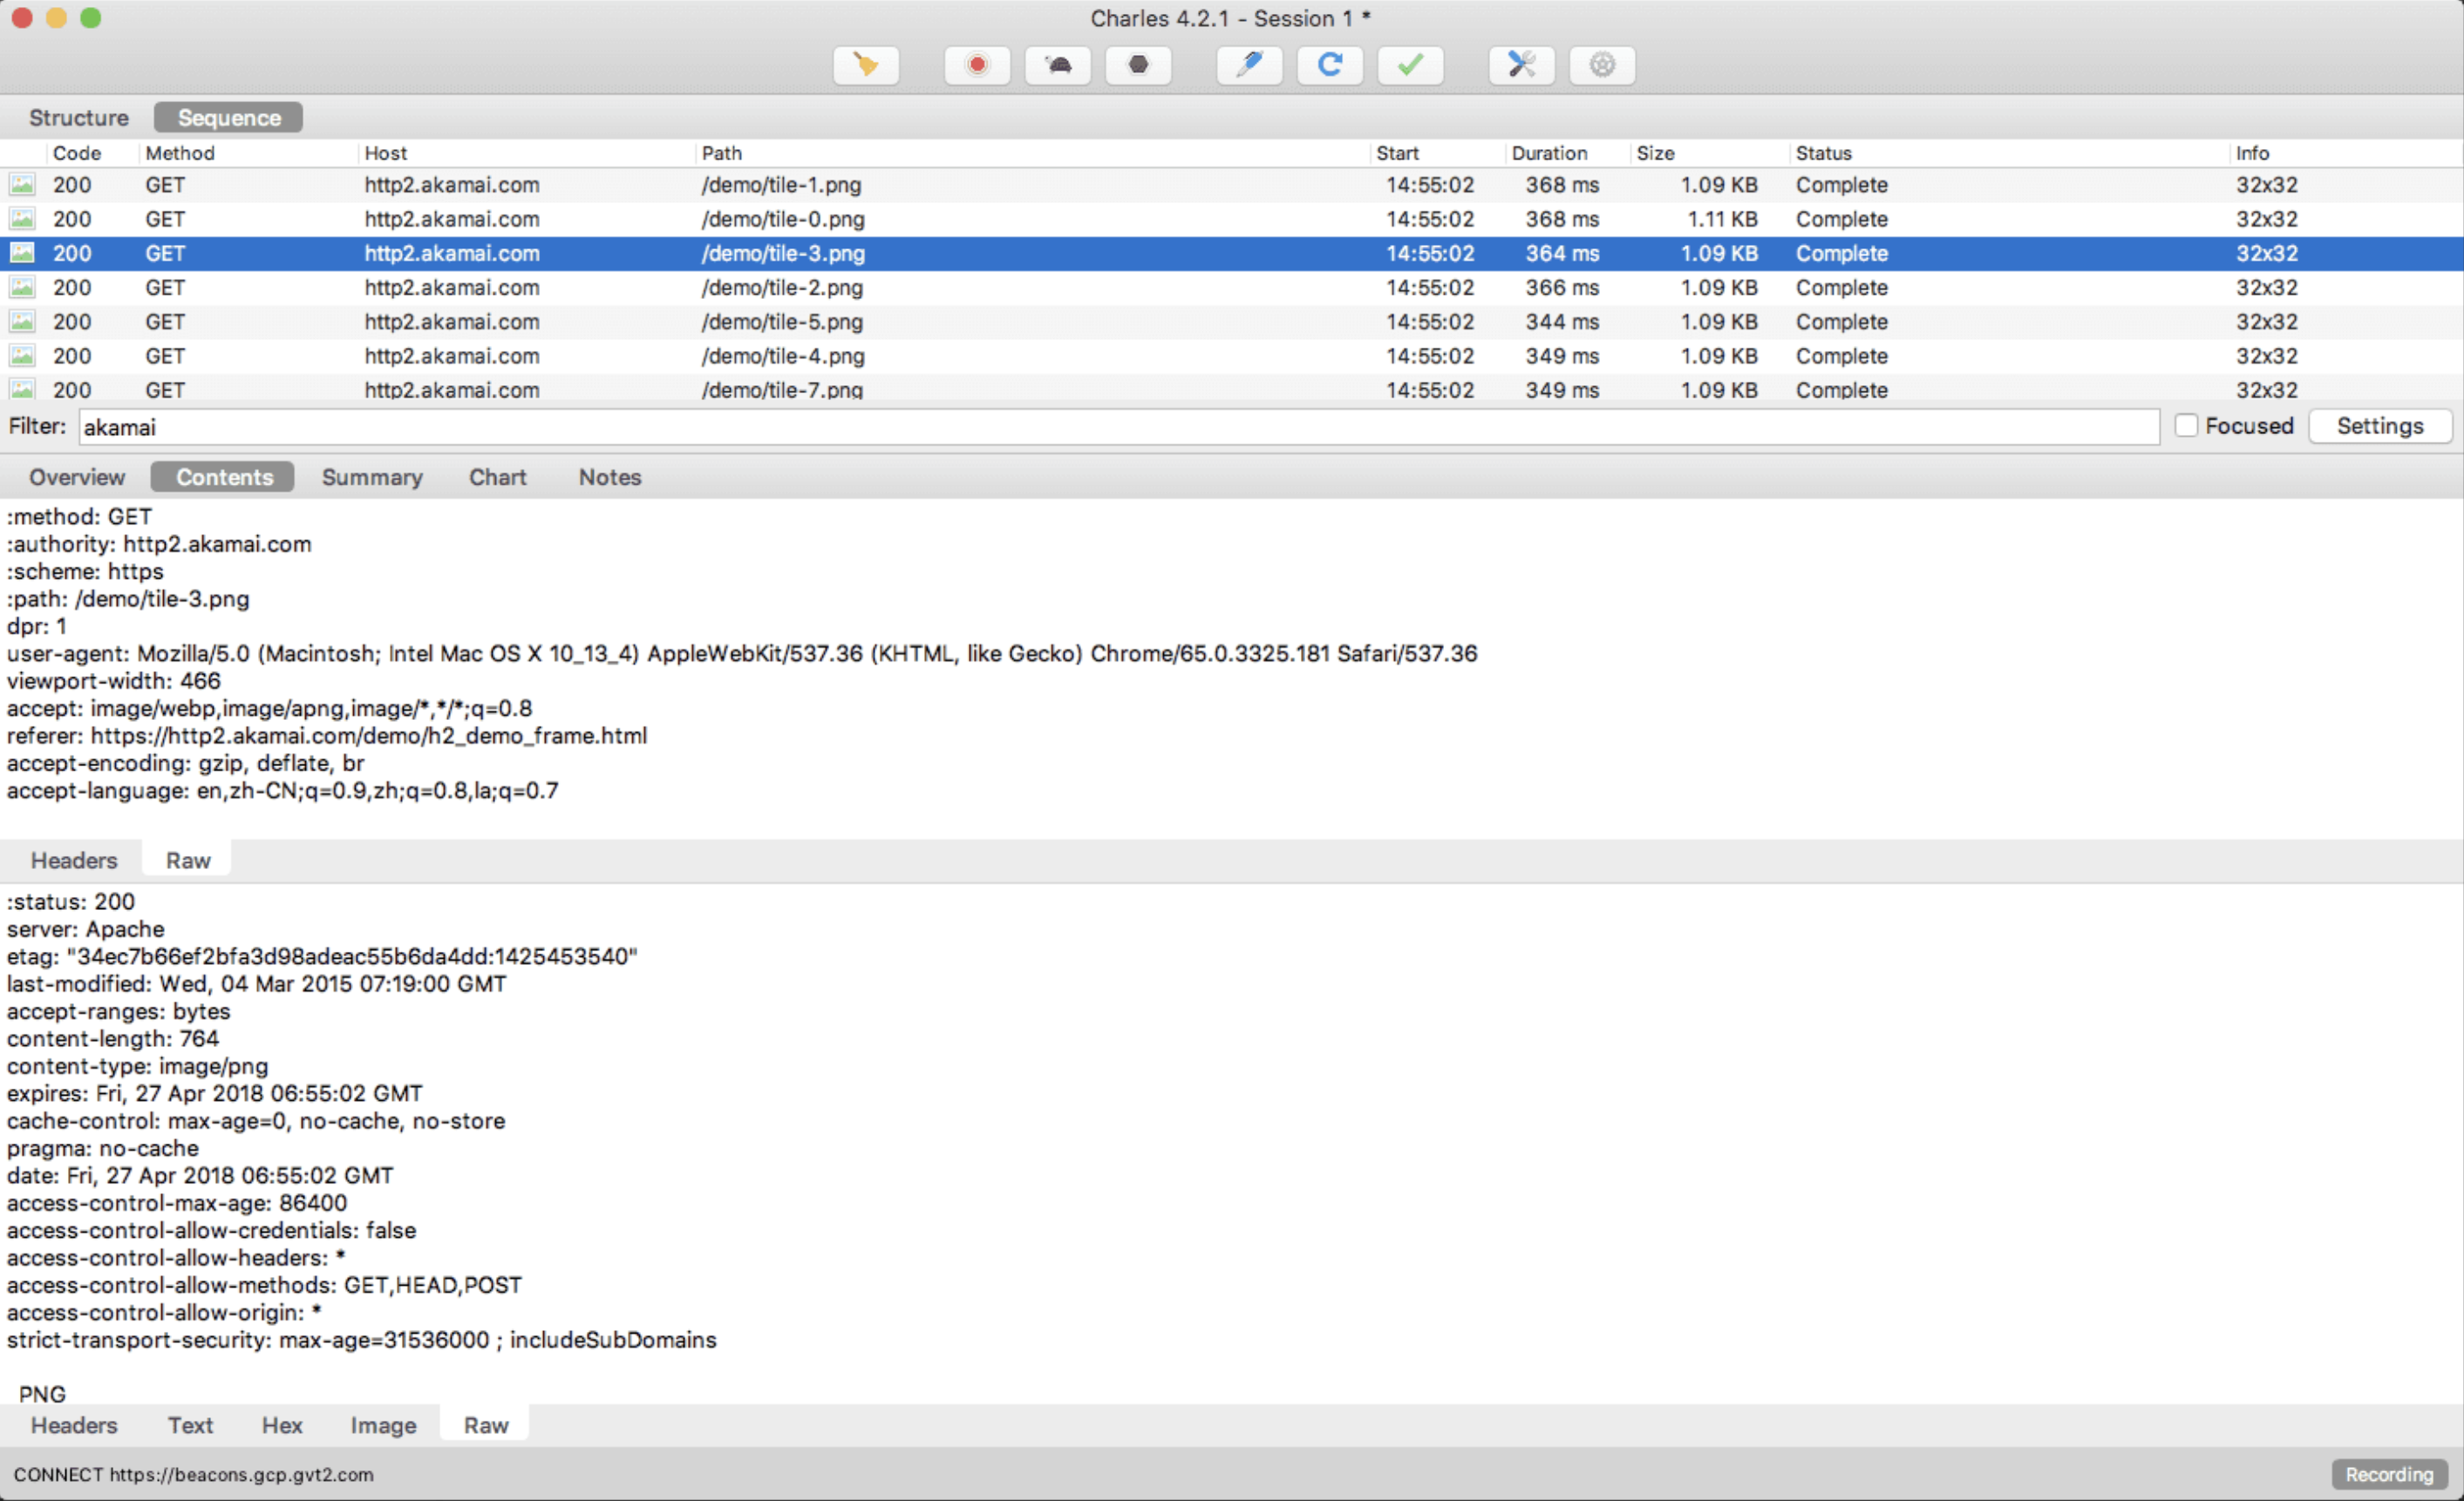 Charles 4.2.1 - Session 1 *
Structure Sequence
Code Method Host Path Start Duration Size Status Info
200 GET http2.akamai.com /demo/tile-1.png 14:55:02 368 ms 1.09 KB Complete 32x32
200 GET http2.akamai.com /demo/tile-0.png 14:55:02 368 ms 1.11 KB Complete 32x32
200 GET http2.akamai.com /demo/tile-3.png 14:55:02 364 ms 1.09 KB Complete 32x32
200 GET http2.akamai.com /demo/tile-2.png 14:55:02 366 ms 1.09 KB Complete 32x32
200 GET http2.akamai.com /demo/tile-5.png 14:55:02 344 ms 1.09 KB Complete 32x32
200 GET http2.akamai.com /demo/tile-4.png 14:55:02 349 ms 1.09 KB Complete 32x32
200 GET http2.akamai.com /demo/tile-7.png 14:55:02 349 ms 1.09 KB Complete 32x32
Filter: akamai Focused Settings
Overview Contents Summary Chart Notes
:method: GET
:authority: http2.akamai.com
:scheme: https
:path: /demo/tile-3.png
dpr: 1
user-agent: Mozilla/5.0 (Macintosh; Intel Mac OS X 10_13_4) AppleWebKit/537.36 (KHTML, like Gecko) Chrome/65.0.3325.181 Safari/537.36
viewport-width: 466
accept: image/webp,image/apng,image/*,*/*;q=0.8
referer: https://http2.akamai.com/demo/h2_demo_frame.html
accept-encoding: gzip, deflate, br
accept-language: en,zh-CN;q=0.9,zh;q=0.8,la;q=0.7
Headers Raw
:status: 200
server: Apache
etag: "34ec7b66ef2bfa3d98adeac55b6da4dd:1425453540"
last-modified: Wed, 04 Mar 2015 07:19:00 GMT
accept-ranges: bytes
content-length: 764
content-type: image/png
expires: Fri, 27 Apr 2018 06:55:02 GMT
cache-control: max-age=0, no-cache, no-store
pragma: no-cache
date: Fri, 27 Apr 2018 06:55:02 GMT
access-control-max-age: 86400
access-control-allow-credentials: false
access-control-allow-headers: *
access-control-allow-methods: GET,HEAD,POST
access-control-allow-origin: *
strict-transport-security: max-age=31536000 ; includeSubDomains
PNG
Headers Text Hex Image Raw
CONNECT https://beacons.gcp.gvt2.com Recording